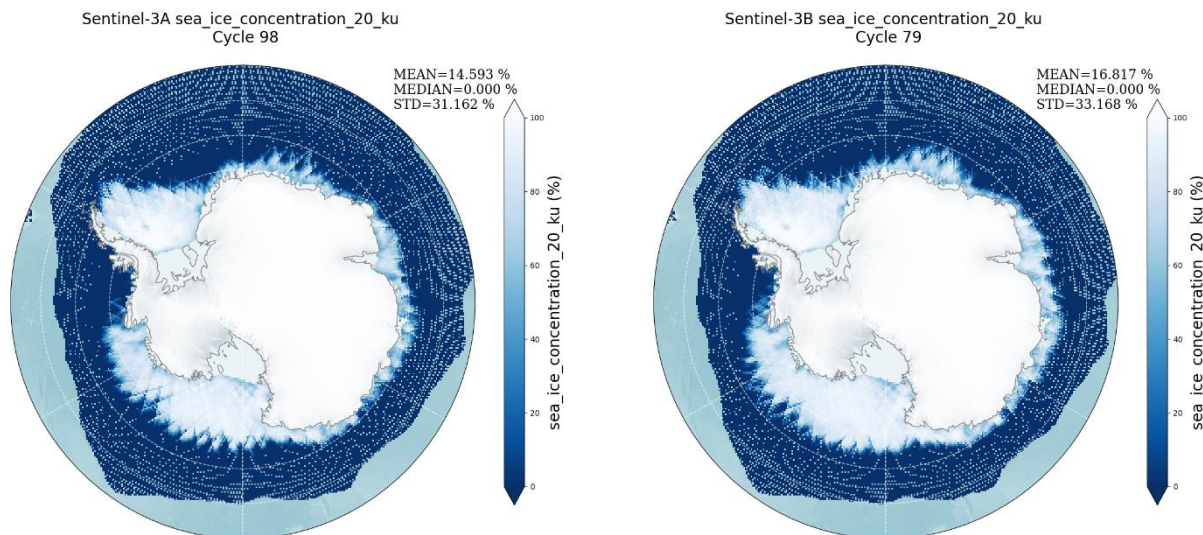 Sentinel-3A sea_ice_concentration_20_ku
Cycle 98
MEAN=14.593 %
MEDIAN=0.000 %
STD=31.162 %
100
80
60
40
20
0
sea_ice_concentration_20_ku (%)
Sentinel-3B sea_ice_concentration_20_ku
Cycle 79
MEAN=16.817 %
MEDIAN=0.000 %
STD=33.168 %
100
80
60
40
20
0
sea_ice_concentration_20_ku (%)